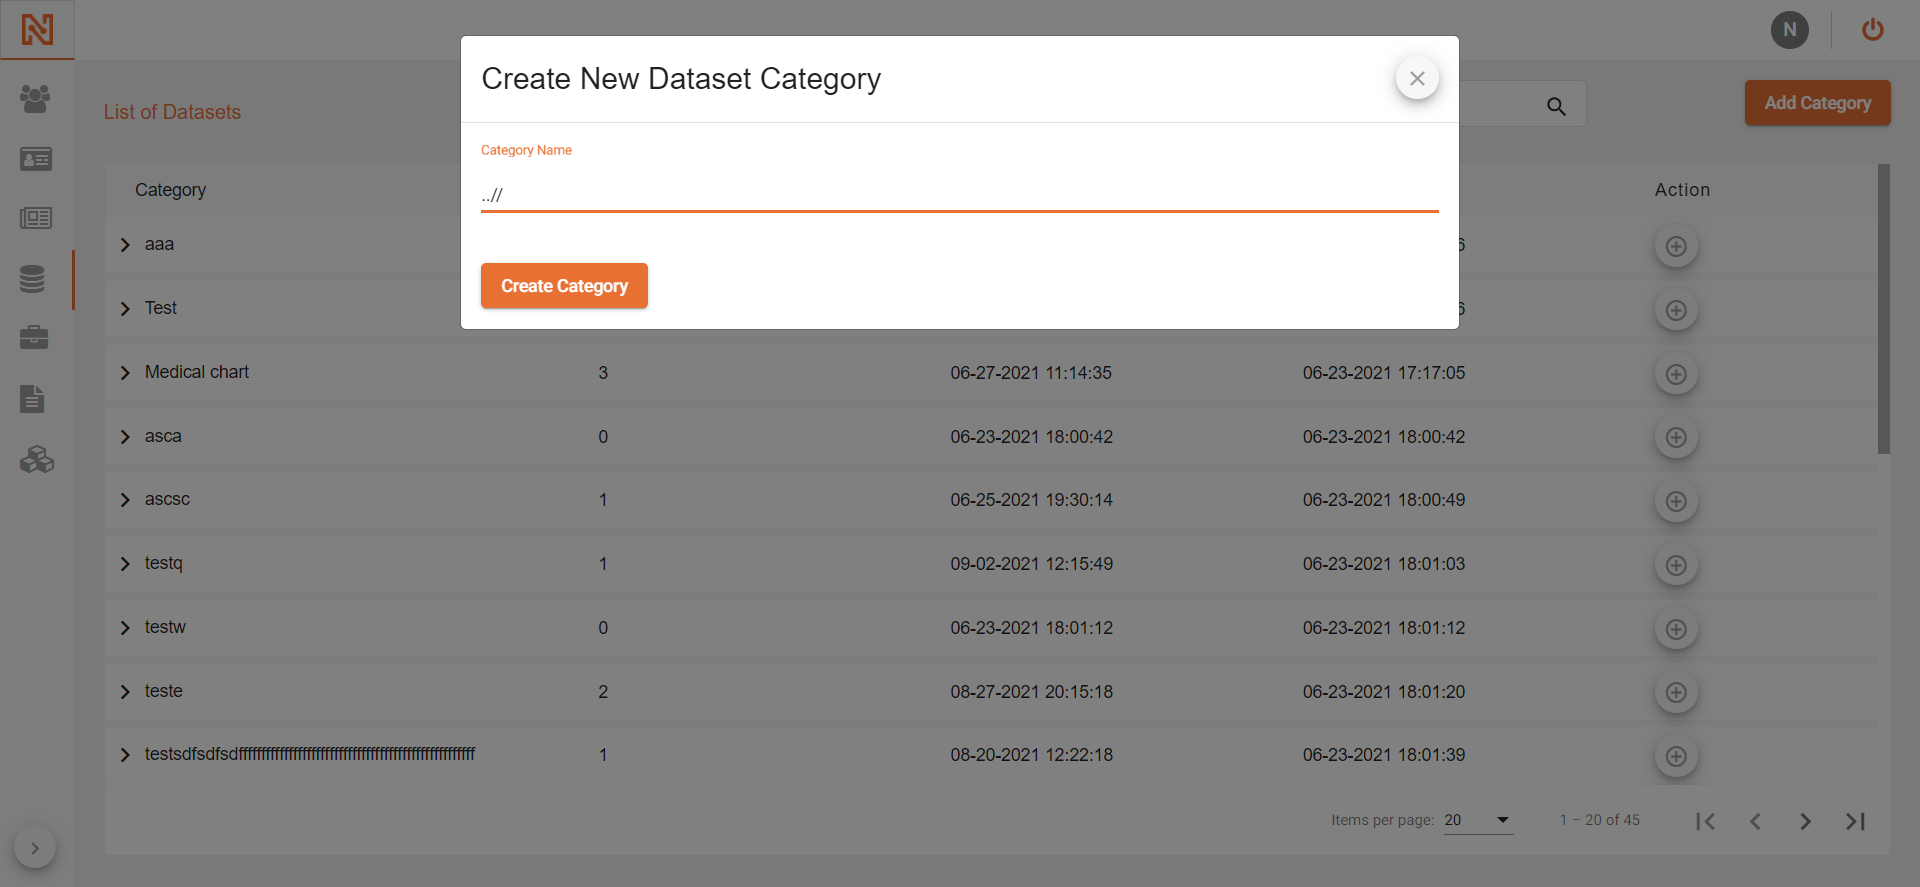 N
Create New Dataset Category
List of Datasets
Add Category
Category Name
..//
Create Category
Category
Action
aaa
6
Test
6
Medical chart 3 06-27-2021 11:14:35 06-23-2021 17:17:05
asca 0 06-23-2021 18:00:42 06-23-2021 18:00:42
ascsc 1 06-25-2021 19:30:14 06-23-2021 18:00:49
testq 1 09-02-2021 12:15:49 06-23-2021 18:01:03
testw 0 06-23-2021 18:01:12 06-23-2021 18:01:12
teste 2 08-27-2021 20:15:18 06-23-2021 18:01:20
1 08-20-2021 12:22:18 06-23-2021 18:01:39
Items per page: 20 1 – 20 of 45